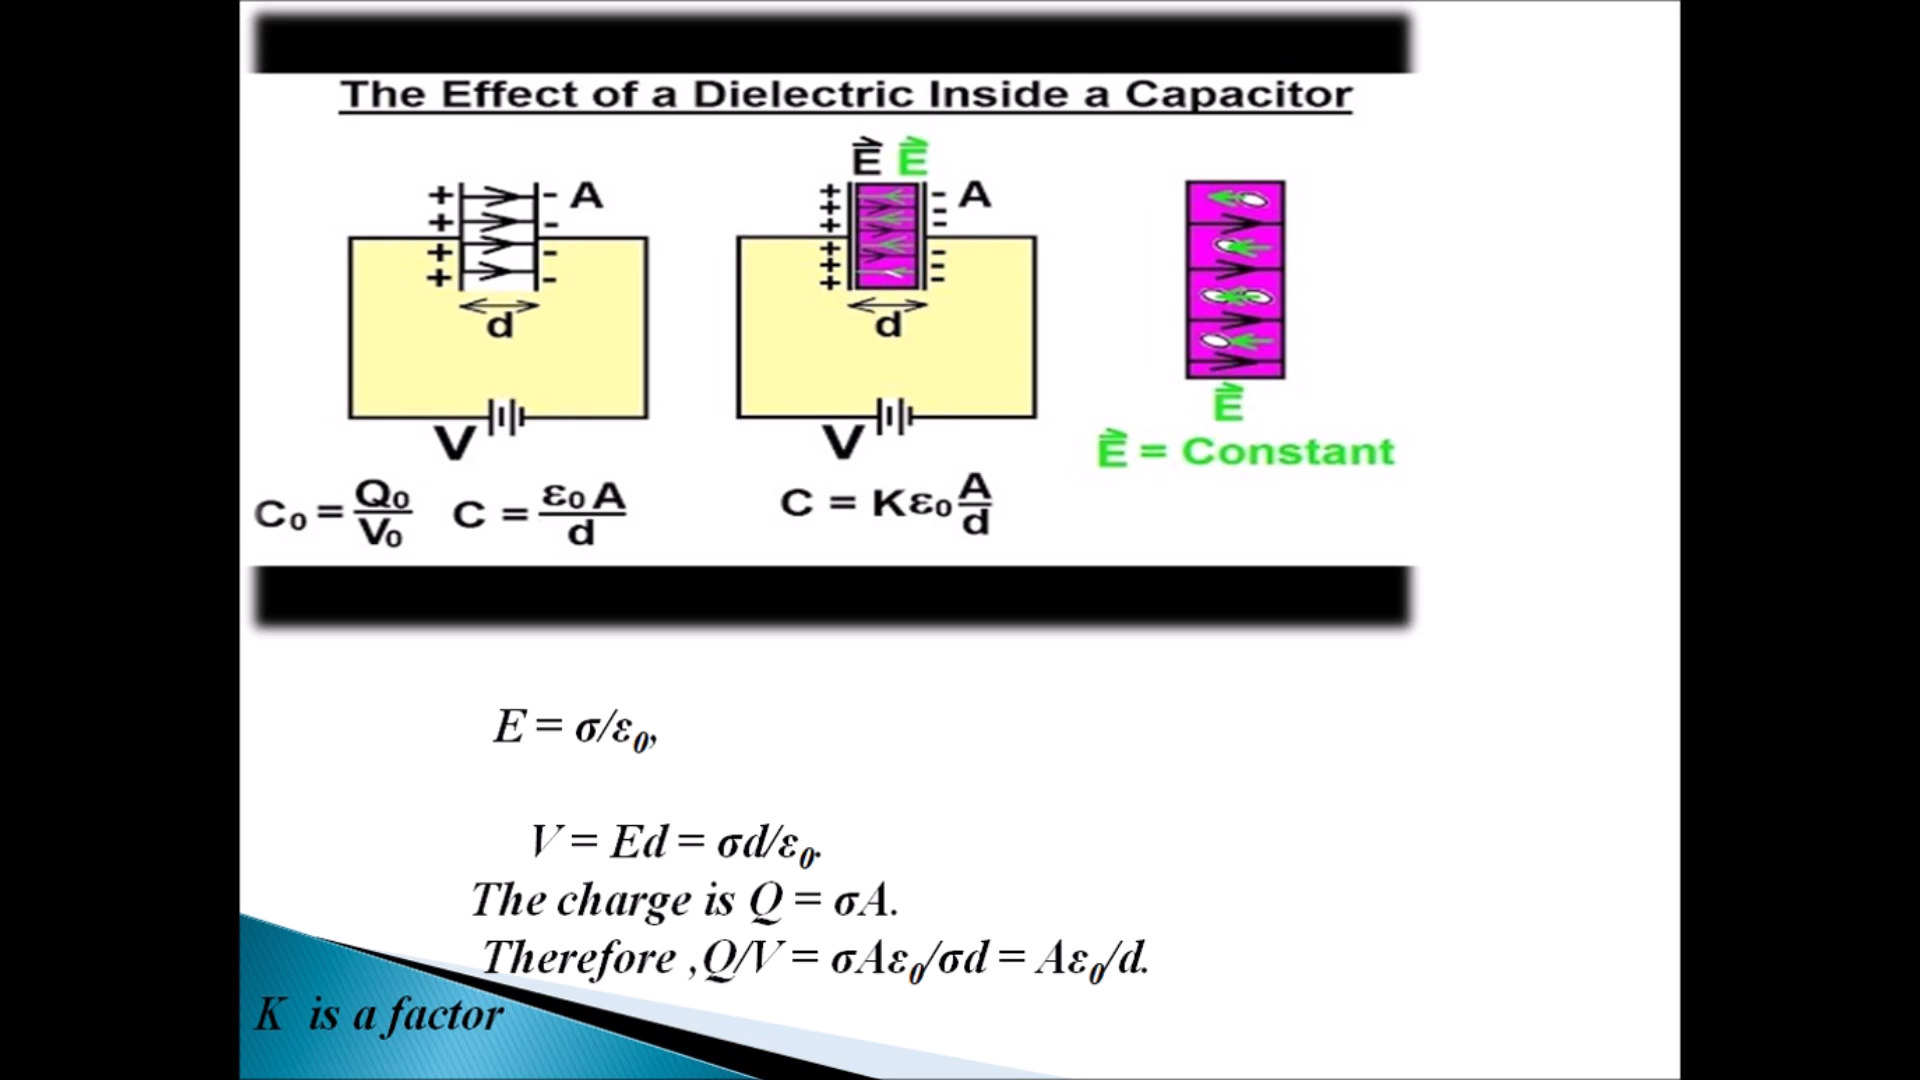 The Effect of a Dielectric Inside a Capacitor
E E
+ - A
+ -
+ -
+ -
d
V
+ - A
+ -
+ -
+ -
+ -
+ -
d
V
E
E = Constant
C₀ = Q₀/V₀ C = ε₀A/d
C = Kε₀ A/d
E = σ/ε₀,
V = Ed = σd/ε₀.
The charge is Q = σA.
Therefore ,Q/V = σAε₀/σd = Aε₀/d.
K is a factor